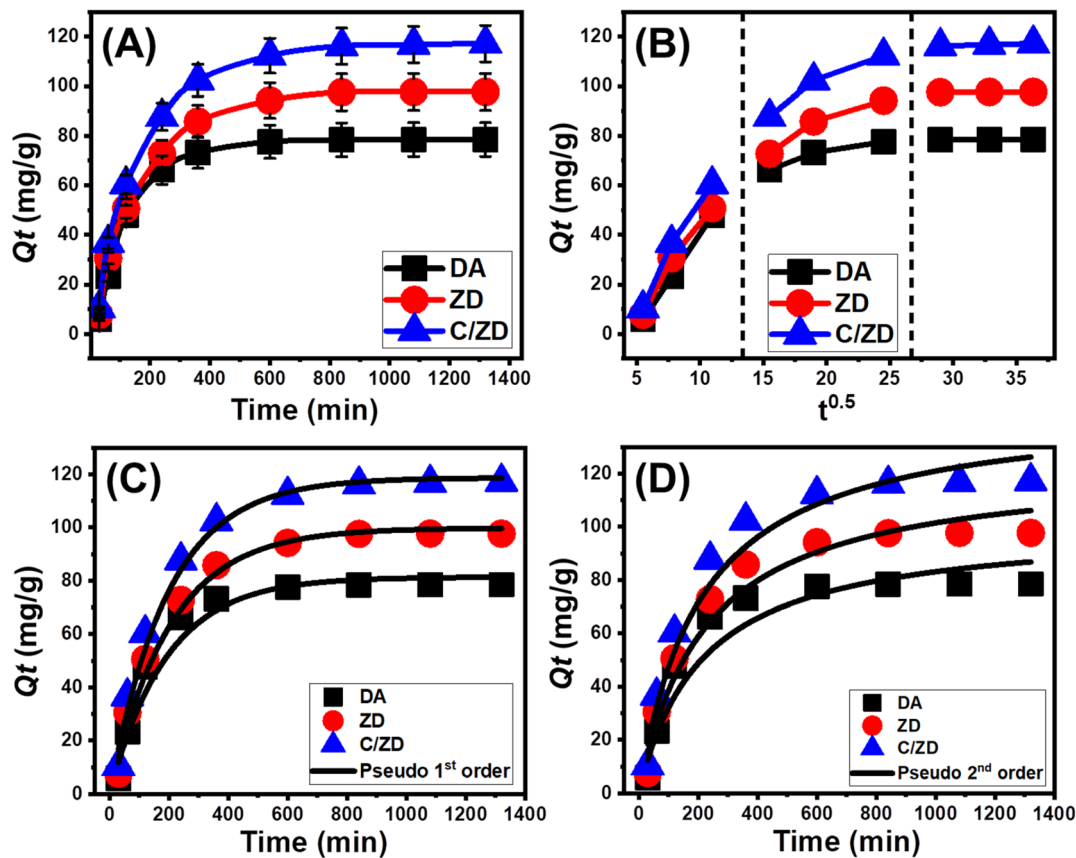 (A)
Qt (mg/g)
120
100
80
60
40
20
0
DA
ZD
C/ZD
200 400 600 800 1000 1200 1400
Time (min)
(B)
Qt (mg/g)
120
100
80
60
40
20
0
DA
ZD
C/ZD
5 10 15 20 25 30 35
t^0.5
(C)
Qt (mg/g)
120
100
80
60
40
20
0
DA
ZD
C/ZD
Pseudo 1st order
0 200 400 600 800 1000 1200 1400
Time (min)
(D)
Qt (mg/g)
120
100
80
60
40
20
0
DA
ZD
C/ZD
Pseudo 2nd order
0 200 400 600 800 1000 1200 1400
Time (min)